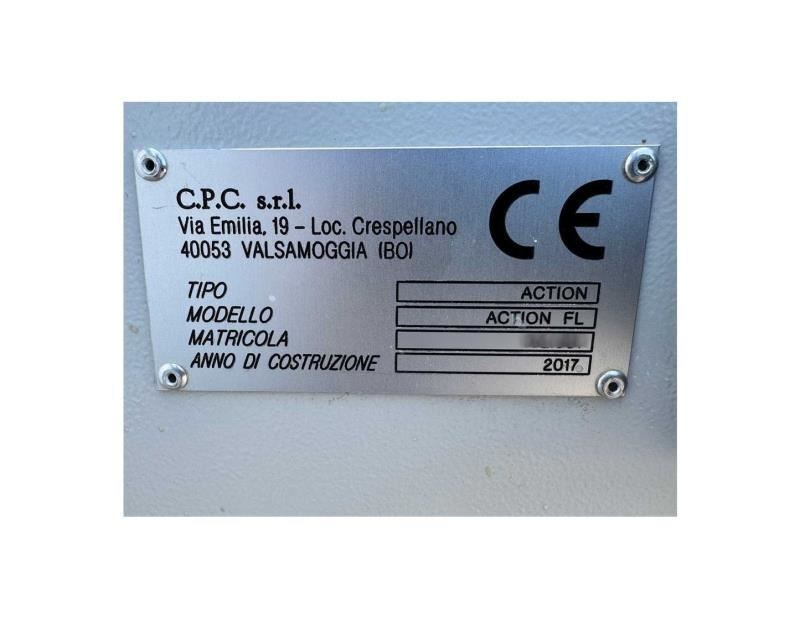 C.P.C. s.r.l.
Via Emilia, 19 - Loc. Crespellano
40053 VALSAMOGGIA (BO)
CE
TIPO ACTION
MODELLO ACTION FL
MATRICOLA
ANNO DI COSTRUZIONE 2017